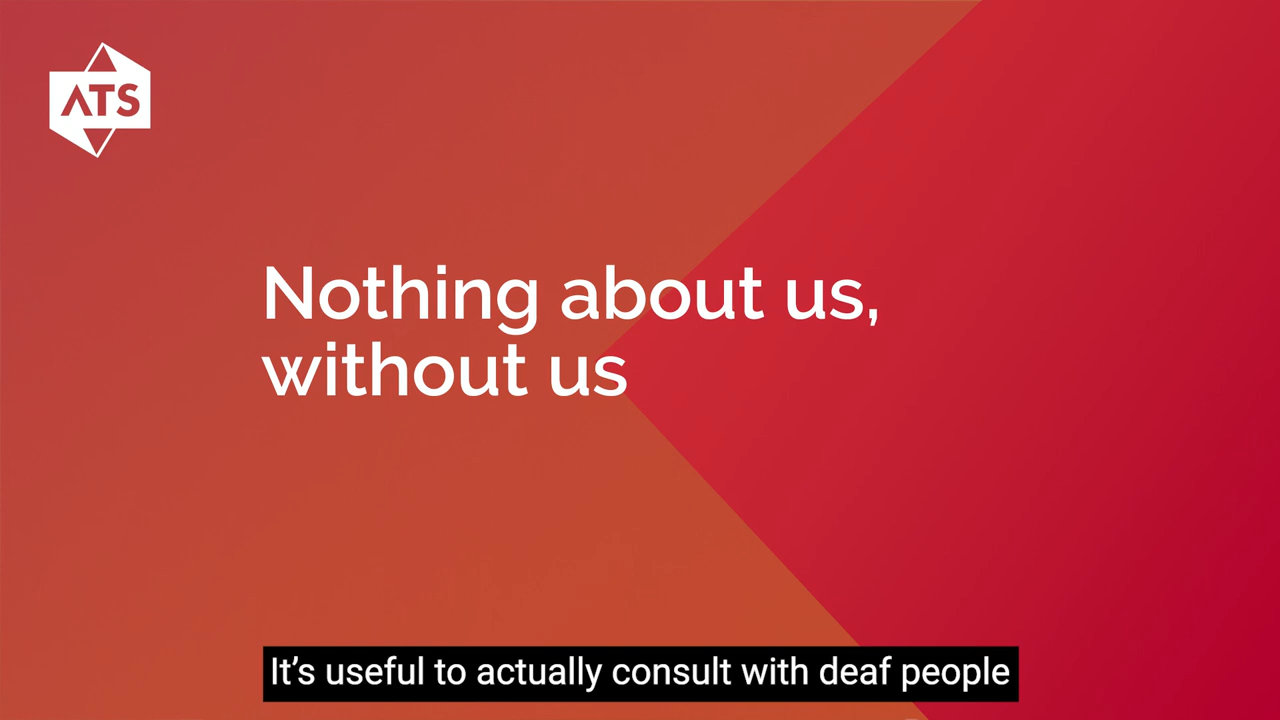 ATS
Nothing about us,
without us
It's useful to actually consult with deaf people